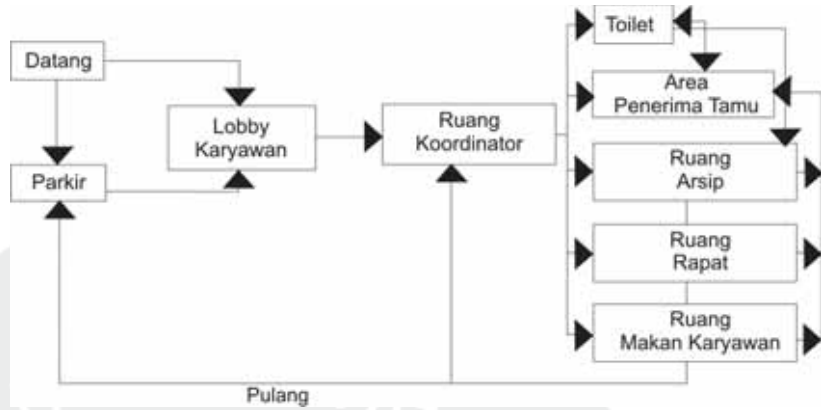 Datang
Parkir
Lobby
Karyawan
Ruang
Koordinator
Toilet
Area
Penerima Tamu
Ruang
Arsip
Ruang
Rapat
Ruang
Makan Karyawan
Pulang